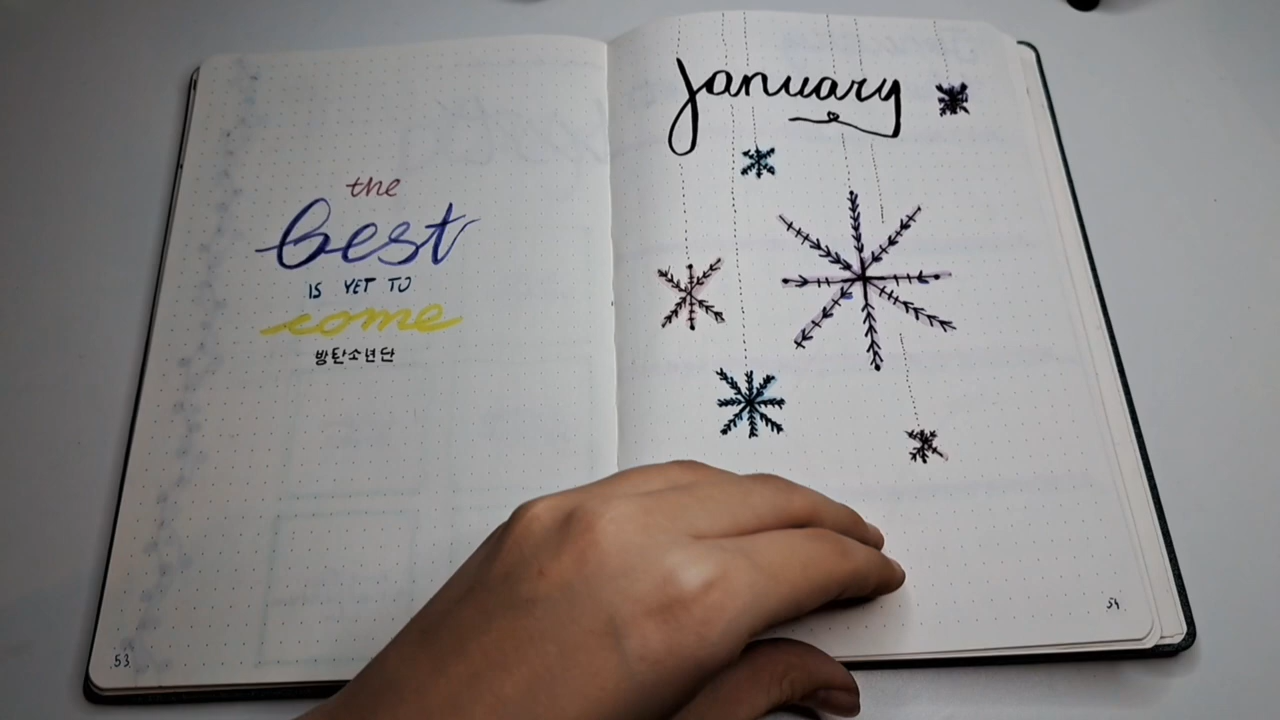 the
best
IS YET TO
come
방탄소년단
53
january
54